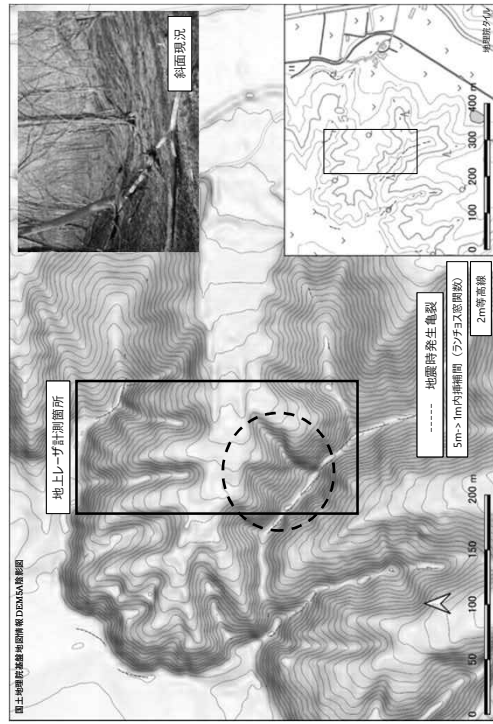 国土地理院基盤地図情報DEM5A陰影図
地上レーザ計測箇所
斜面現況
地震時発生亀裂
5m-> 1m内挿補間（ランチョス窓関数）
2m等高線
0 50 100 150 200 m
0 100 200 300 400 m
地理院タイル